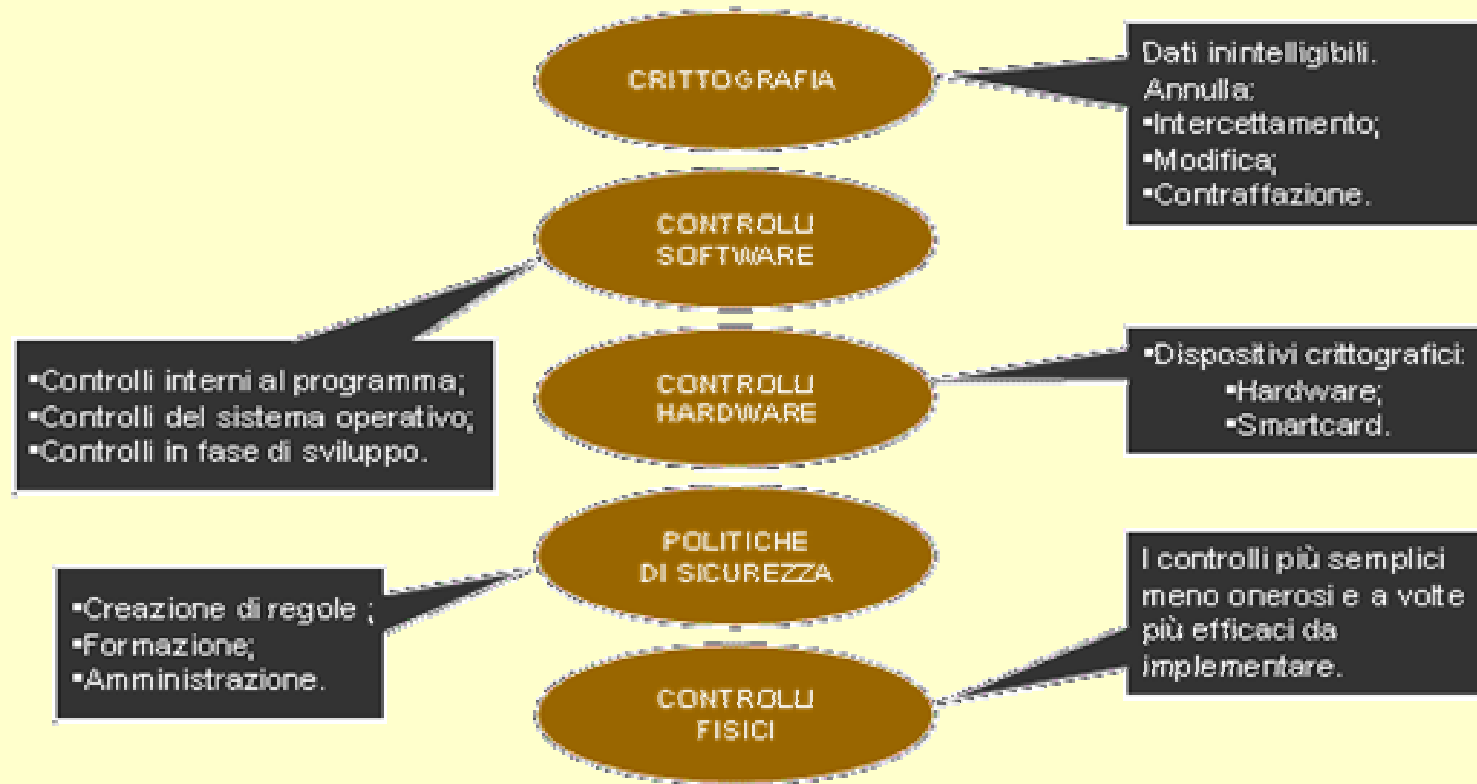 CRITTOGRAFIA
Dati inintelligibili.
Annulla:
▪Intercettamento;
▪Modifica;
▪Contraffazione.
CONTROLLI
SOFTWARE
▪Controlli interni al programma;
▪Controlli del sistema operativo;
▪Controlli in fase di sviluppo.
CONTROLLI
HARDWARE
▪Dispositivi crittografici:
▪Hardware;
▪Smartcard.
POLITICHE
DI SICUREZZA
▪Creazione di regole ;
▪Formazione;
▪Amministrazione.
I controlli più semplici
meno onerosi e a volte
più efficaci da
implementare.
CONTROLLI
FISICI